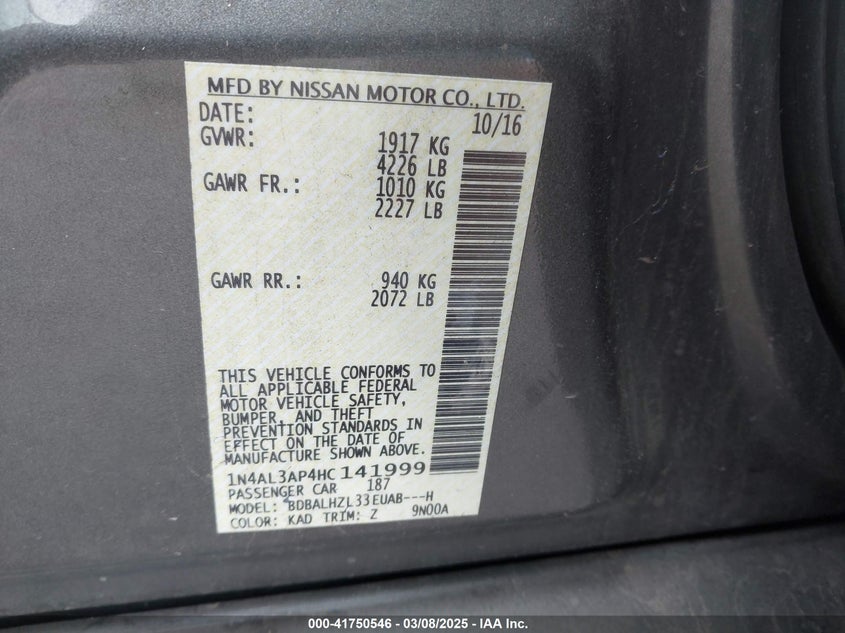 MFD BY NISSAN MOTOR CO., LTD.
DATE: 10/16
GVWR: 1917 KG
4226 LB
GAWR FR.: 1010 KG
2227 LB
GAWR RR.: 940 KG
2072 LB
THIS VEHICLE CONFORMS TO
ALL APPLICABLE FEDERAL
MOTOR VEHICLE SAFETY,
BUMPER, AND THEFT
PREVENTION STANDARDS IN
EFFECT ON THE DATE OF
MANUFACTURE SHOWN ABOVE.
1N4AL3AP4HC141999
PASSENGER CAR 187
MODEL: BDBALHZL33EUAB---H
COLOR: KAD TRIM: Z 9N00A
000-41750546 - 03/08/2025 - © IAA Inc.